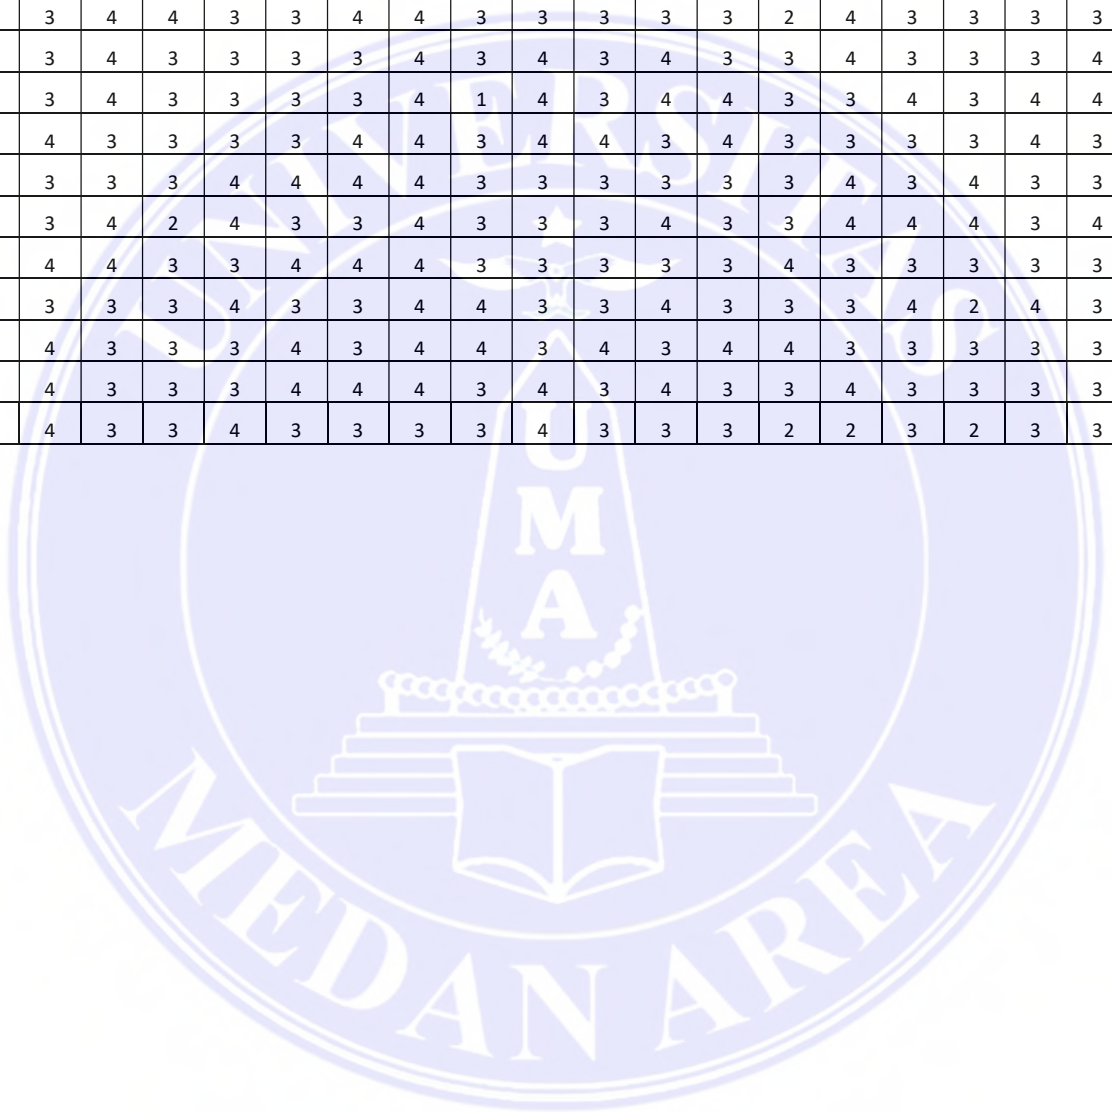 3 4 4 3 3 4 4 3 3 3 3 3 2 4 3 3 3 3
3 4 3 3 3 3 4 3 4 3 4 3 3 4 3 3 3 4
3 4 3 3 3 3 4 1 4 3 4 4 3 3 4 3 4 4
4 3 3 3 3 4 4 3 4 4 3 4 3 3 3 3 4 3
3 3 3 4 4 4 4 3 3 3 3 3 3 4 3 4 3 3
3 4 2 4 3 3 4 3 3 3 4 3 3 4 4 4 3 4
4 4 3 3 4 4 4 3 3 3 3 3 4 3 3 3 3 3
3 3 3 4 3 3 4 4 3 3 4 3 3 3 4 2 4 3
4 3 3 3 4 3 4 4 3 4 3 4 4 3 3 3 3 3
4 3 3 3 4 4 4 3 4 3 4 3 3 4 3 3 3 3
4 3 3 4 3 3 3 3 4 3 3 3 2 2 3 2 3 3
UNIVERSITAS
U
M
A
MEDAN AREA